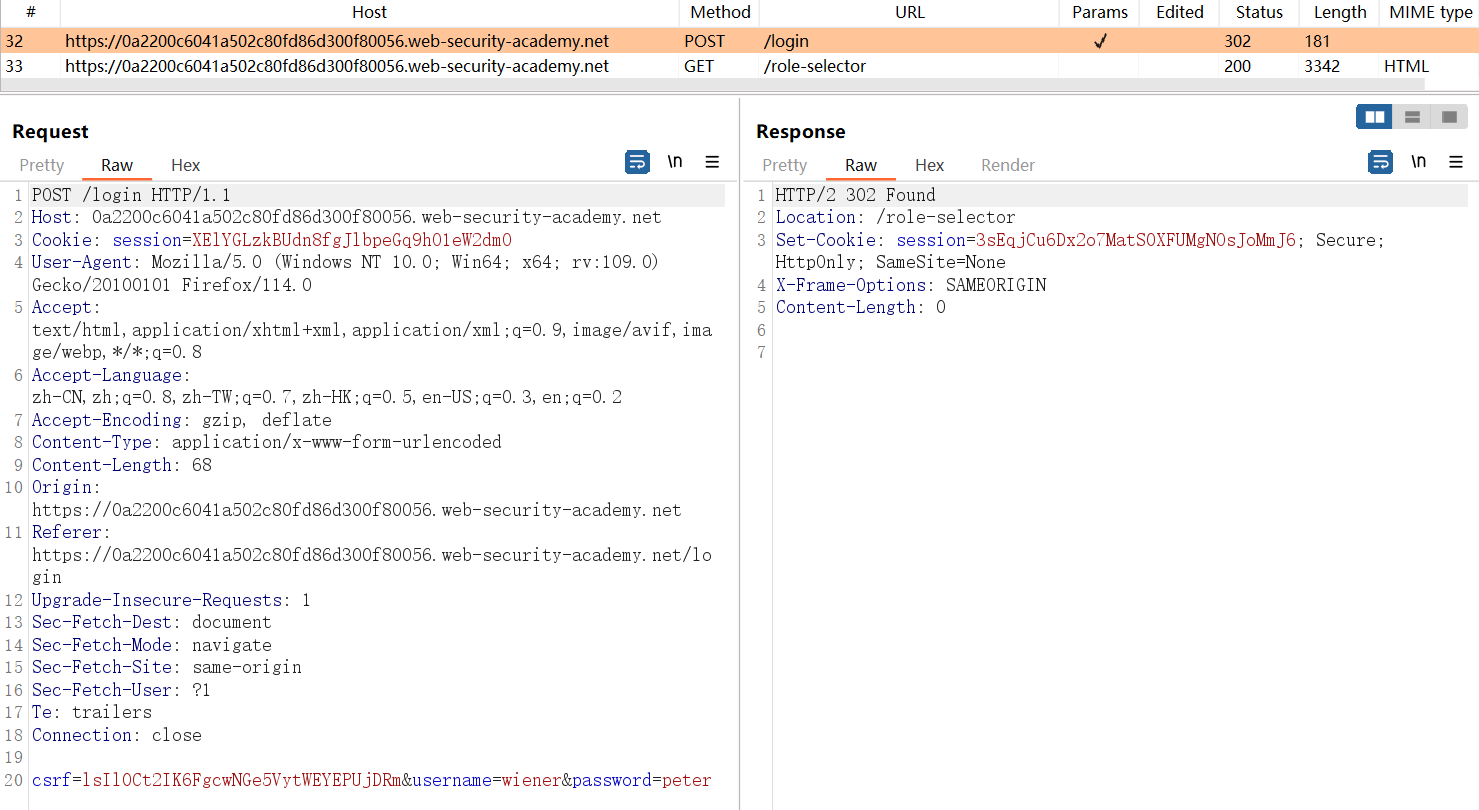 # Host Method URL Params Edited Status Length MIME type
32 https://0a2200c6041a502c80fd86d300f80056.web-security-academy.net POST /login ✓ 302 181
33 https://0a2200c6041a502c80fd86d300f80056.web-security-academy.net GET /role-selector 200 3342 HTML
Request
Pretty Raw Hex \n
1 POST /login HTTP/1.1
2 Host: 0a2200c6041a502c80fd86d300f80056.web-security-academy.net
3 Cookie: session=XElYGLzkBUdn8fgJlbpeGq9h01eW2dm0
4 User-Agent: Mozilla/5.0 (Windows NT 10.0; Win64; x64; rv:109.0)
Gecko/20100101 Firefox/114.0
5 Accept:
text/html,application/xhtml+xml,application/xml;q=0.9,image/avif,ima
ge/webp,*/*;q=0.8
6 Accept-Language:
zh-CN,zh;q=0.8,zh-TW;q=0.7,zh-HK;q=0.5,en-US;q=0.3,en;q=0.2
7 Accept-Encoding: gzip, deflate
8 Content-Type: application/x-www-form-urlencoded
9 Content-Length: 68
10 Origin:
https://0a2200c6041a502c80fd86d300f80056.web-security-academy.net
11 Referer:
https://0a2200c6041a502c80fd86d300f80056.web-security-academy.net/lo
gin
12 Upgrade-Insecure-Requests: 1
13 Sec-Fetch-Dest: document
14 Sec-Fetch-Mode: navigate
15 Sec-Fetch-Site: same-origin
16 Sec-Fetch-User: ?1
17 Te: trailers
18 Connection: close
19
20 csrf=lsIl0Ct2IK6FgcwNGe5VytWEYEPUjDRm&username=wiener&password=peter
Response
Pretty Raw Hex Render \n
1 HTTP/2 302 Found
2 Location: /role-selector
3 Set-Cookie: session=3sEqjCu6Dx2o7MatS0XFUMgN0sJoMmJ6; Secure;
HttpOnly; SameSite=None
4 X-Frame-Options: SAMEORIGIN
5 Content-Length: 0
6
7